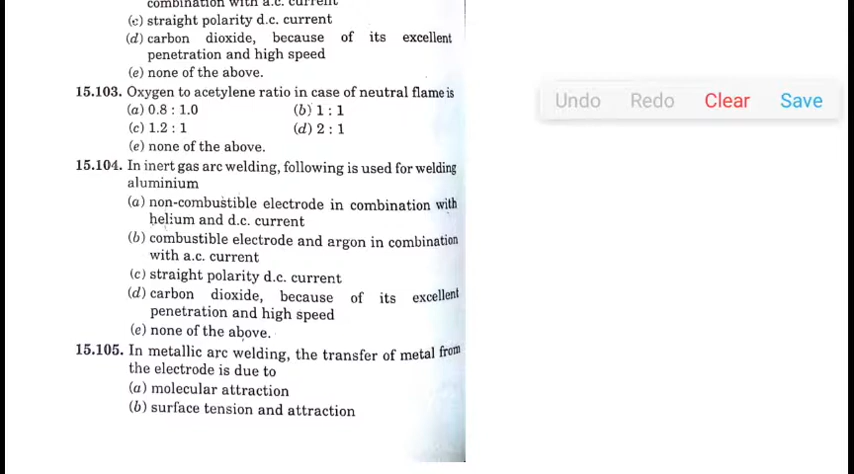 combination with a.c. current
(c) straight polarity d.c. current
(d) carbon dioxide, because of its excellent
penetration and high speed
(e) none of the above.
15.103. Oxygen to acetylene ratio in case of neutral flame is
(a) 0.8 : 1.0 (b) 1 : 1
(c) 1.2 : 1 (d) 2 : 1
(e) none of the above.
15.104. In inert gas arc welding, following is used for welding
aluminium
(a) non-combustible electrode in combination with
helium and d.c. current
(b) combustible electrode and argon in combination
with a.c. current
(c) straight polarity d.c. current
(d) carbon dioxide, because of its excellent
penetration and high speed
(e) none of the above.
15.105. In metallic arc welding, the transfer of metal from
the electrode is due to
(a) molecular attraction
(b) surface tension and attraction
Undo Redo Clear Save